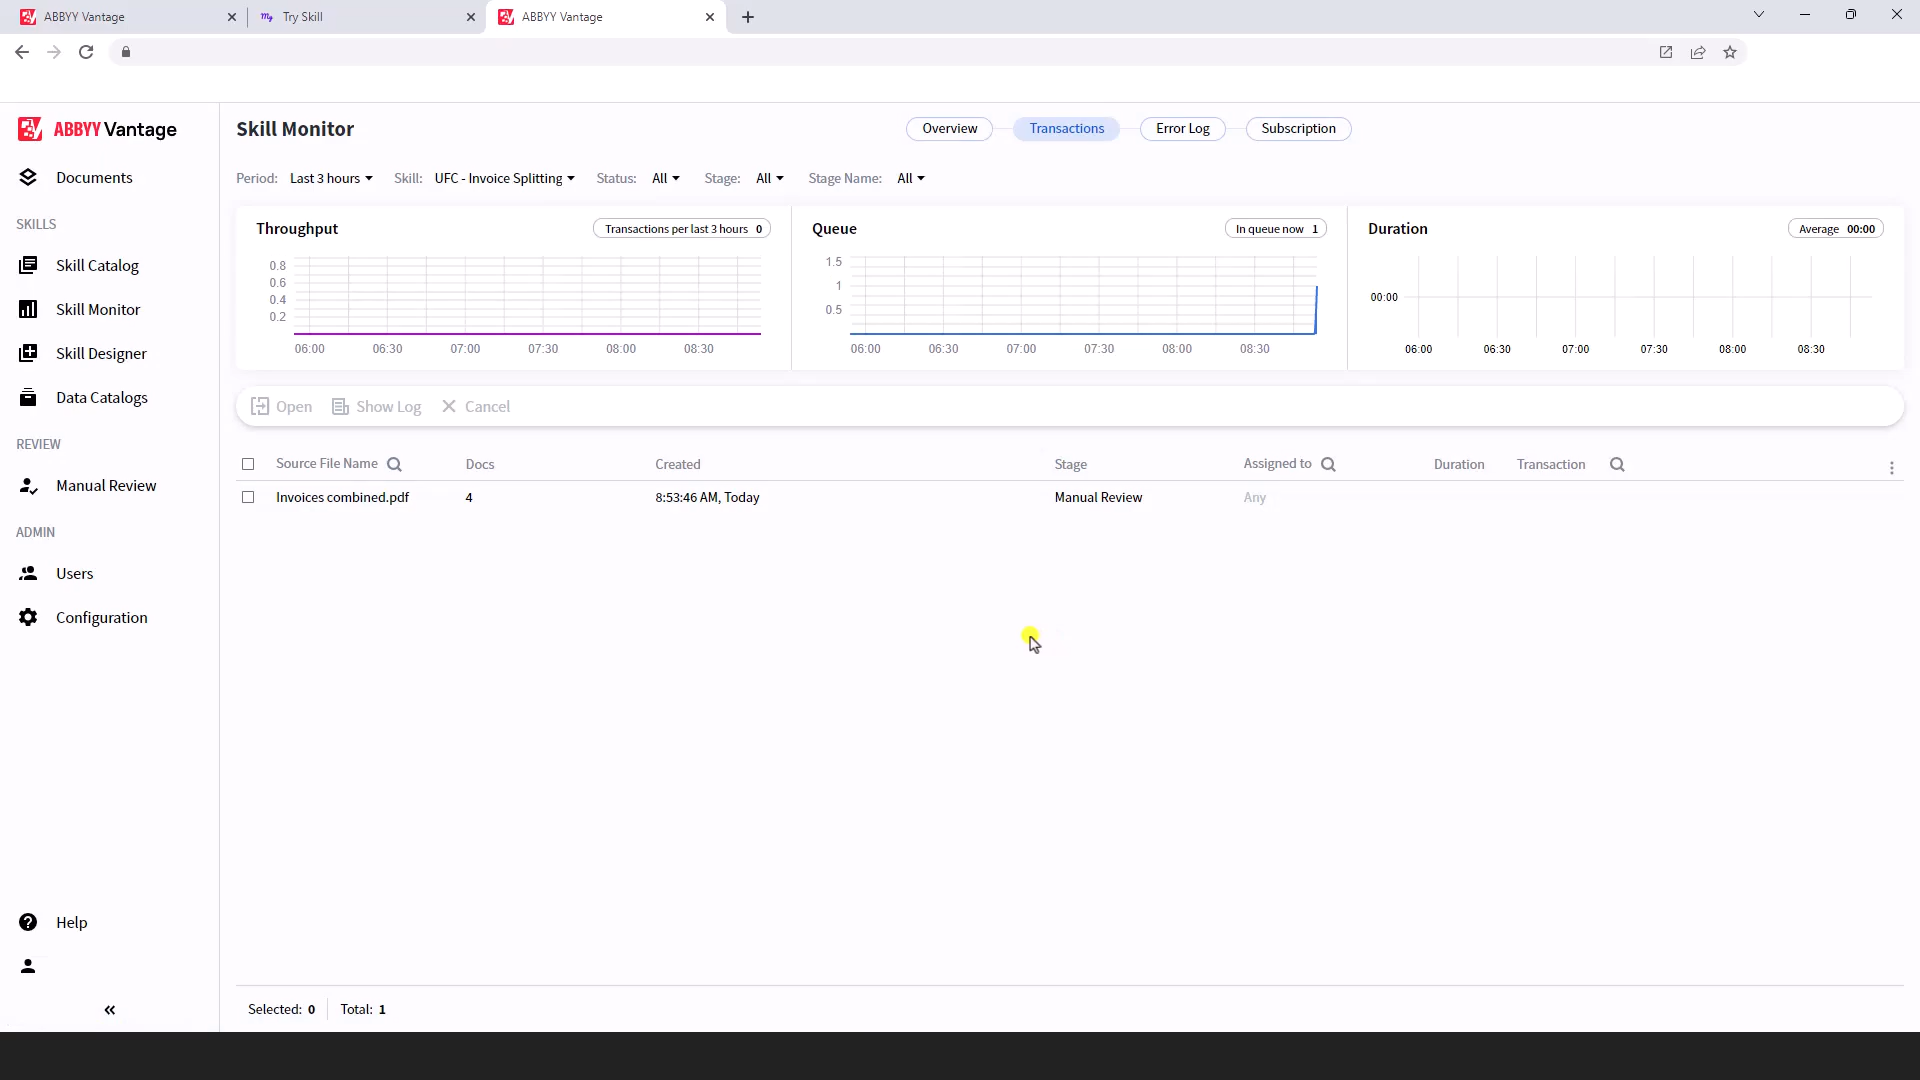 ABBYY Vantage
Try Skill
ABBYY Vantage
ABBYY Vantage
Documents
SKILLS
Skill Catalog
Skill Monitor
Skill Designer
Data Catalogs
REVIEW
Manual Review
ADMIN
Users
Configuration
Help
Skill Monitor
Overview
Transactions
Error Log
Subscription
Period: Last 3 hours
Skill: UFC - Invoice Splitting
Status: All
Stage: All
Stage Name: All
Throughput
Transactions per last 3 hours 0
0.8
0.6
0.4
0.2
06:00 06:30 07:00 07:30 08:00 08:30
Queue
In queue now 1
1.5
1
0.5
06:00 06:30 07:00 07:30 08:00 08:30
Duration
Average 00:00
00:00
06:00 06:30 07:00 07:30 08:00 08:30
Open Show Log Cancel
Source File Name Docs Created Stage Assigned to Duration Transaction
Invoices combined.pdf 4 8:53:46 AM, Today Manual Review Any
Selected: 0 Total: 1